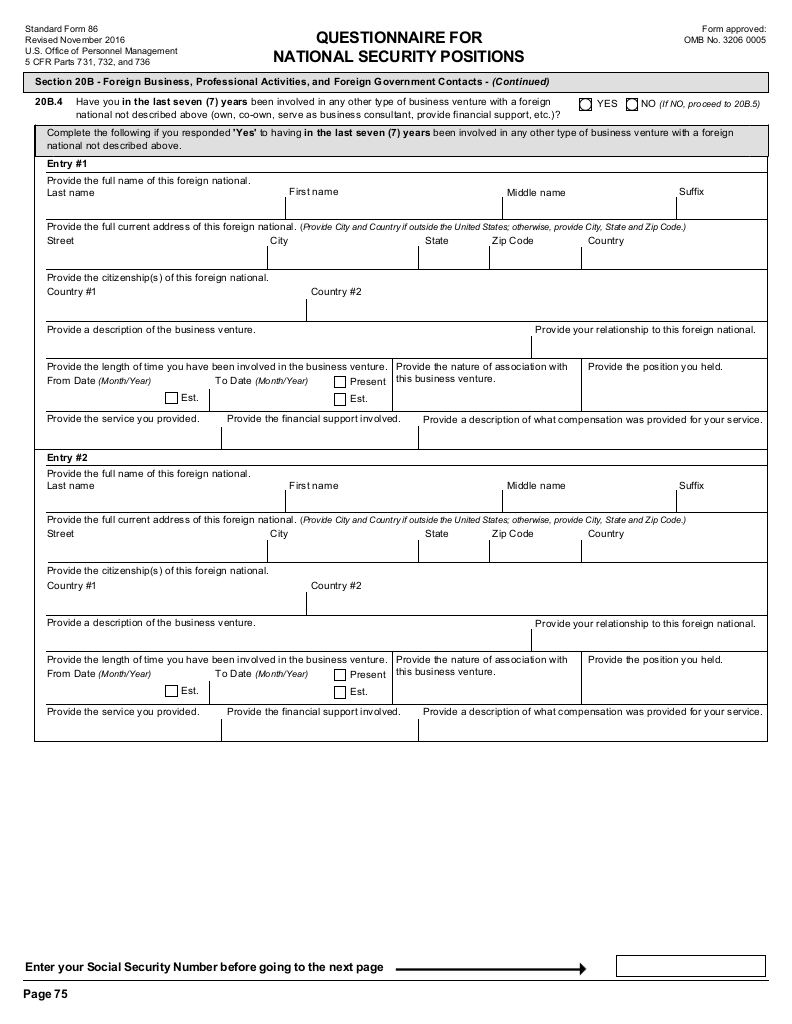 Standard Form 86
Revised November 2016
U.S. Office of Personnel Management
5 CFR Parts 731, 732, and 736
QUESTIONNAIRE FOR
NATIONAL SECURITY POSITIONS
Form approved:
OMB No. 3206 0005
Section 20B - Foreign Business, Professional Activities, and Foreign Government Contacts - (Continued)
20B.4 Have you in the last seven (7) years been involved in any other type of business venture with a foreign
national not described above (own, co-own, serve as business consultant, provide financial support, etc.)?
YES NO (If NO, proceed to 20B.5)
Complete the following if you responded 'Yes' to having in the last seven (7) years been involved in any other type of business venture with a foreign
national not described above.
Entry #1
Provide the full name of this foreign national.
Last name First name Middle name Suffix
Provide the full current address of this foreign national. (Provide City and Country if outside the United States; otherwise, provide City, State and Zip Code.)
Street City State Zip Code Country
Provide the citizenship(s) of this foreign national.
Country #1 Country #2
Provide a description of the business venture. Provide your relationship to this foreign national.
Provide the length of time you have been involved in the business venture.
From Date (Month/Year) To Date (Month/Year) Present
Est. Est.
Provide the nature of association with
this business venture.
Provide the position you held.
Provide the service you provided. Provide the financial support involved. Provide a description of what compensation was provided for your service.
Entry #2
Provide the full name of this foreign national.
Last name First name Middle name Suffix
Provide the full current address of this foreign national. (Provide City and Country if outside the United States; otherwise, provide City, State and Zip Code.)
Street City State Zip Code Country
Provide the citizenship(s) of this foreign national.
Country #1 Country #2
Provide a description of the business venture. Provide your relationship to this foreign national.
Provide the length of time you have been involved in the business venture.
From Date (Month/Year) To Date (Month/Year) Present
Est. Est.
Provide the nature of association with
this business venture.
Provide the position you held.
Provide the service you provided. Provide the financial support involved. Provide a description of what compensation was provided for your service.
Enter your Social Security Number before going to the next page
Page 75